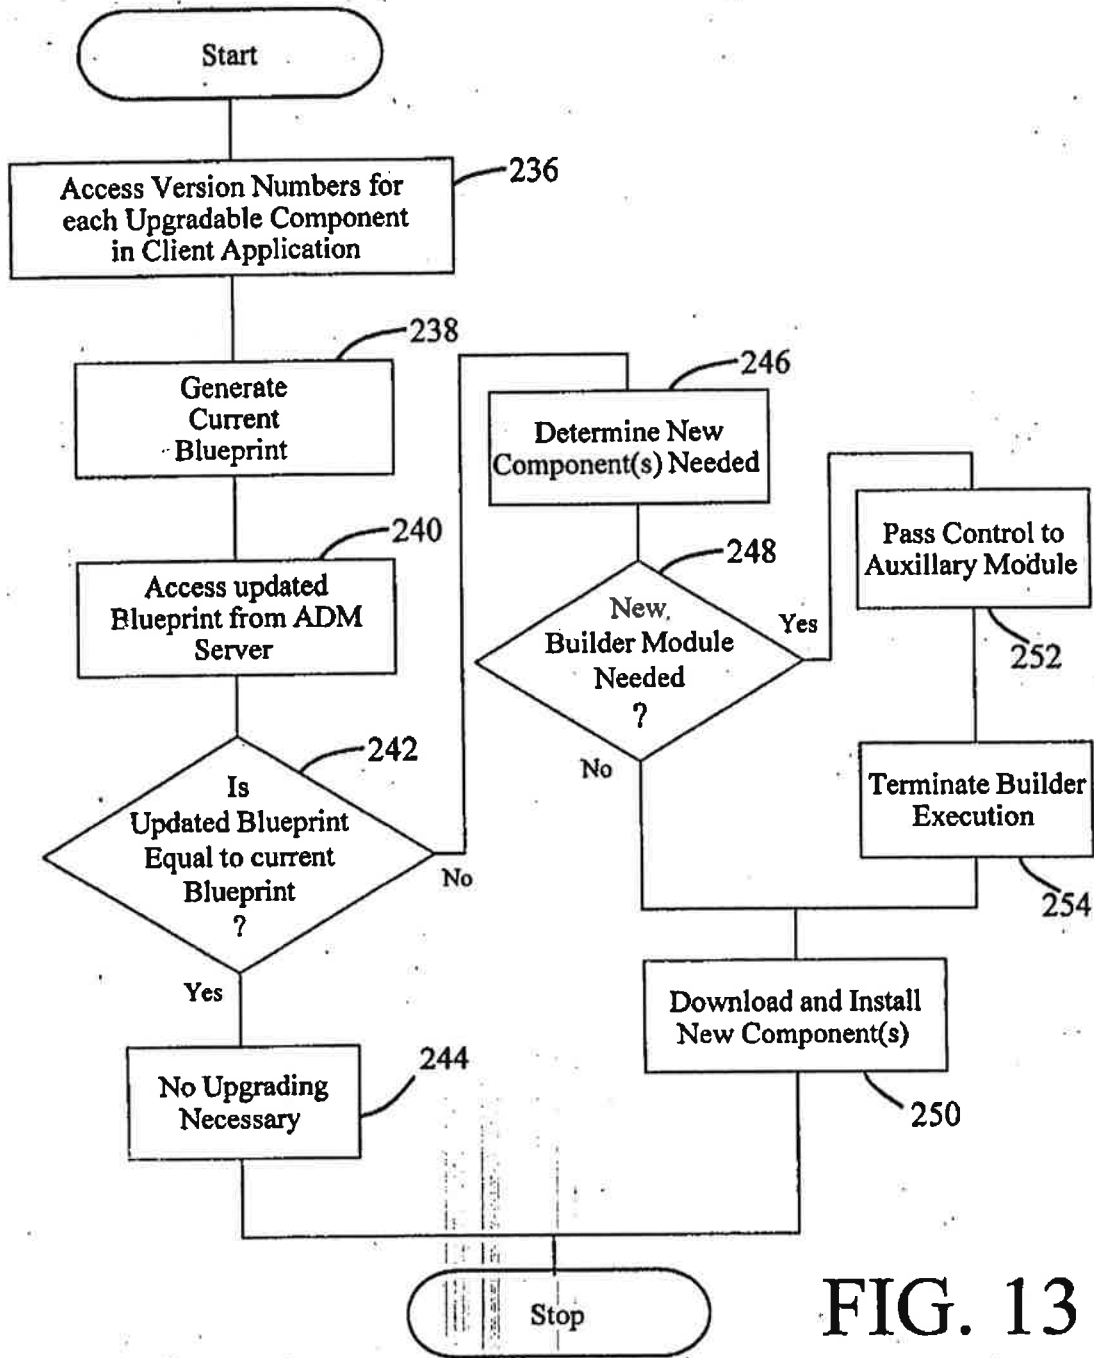 Start
Access Version Numbers for
each Upgradable Component
in Client Application
236
Generate
Current
Blueprint
238
Access updated
Blueprint from ADM
Server
240
Is
Updated Blueprint
Equal to current
Blueprint
?
242
No
Yes
No Upgrading
Necessary
244
Determine New
Component(s) Needed
246
New
Builder Module
Needed
?
248
Yes
No
Pass Control to
Auxillary Module
252
Terminate Builder
Execution
254
Download and Install
New Component(s)
250
Stop
FIG. 13